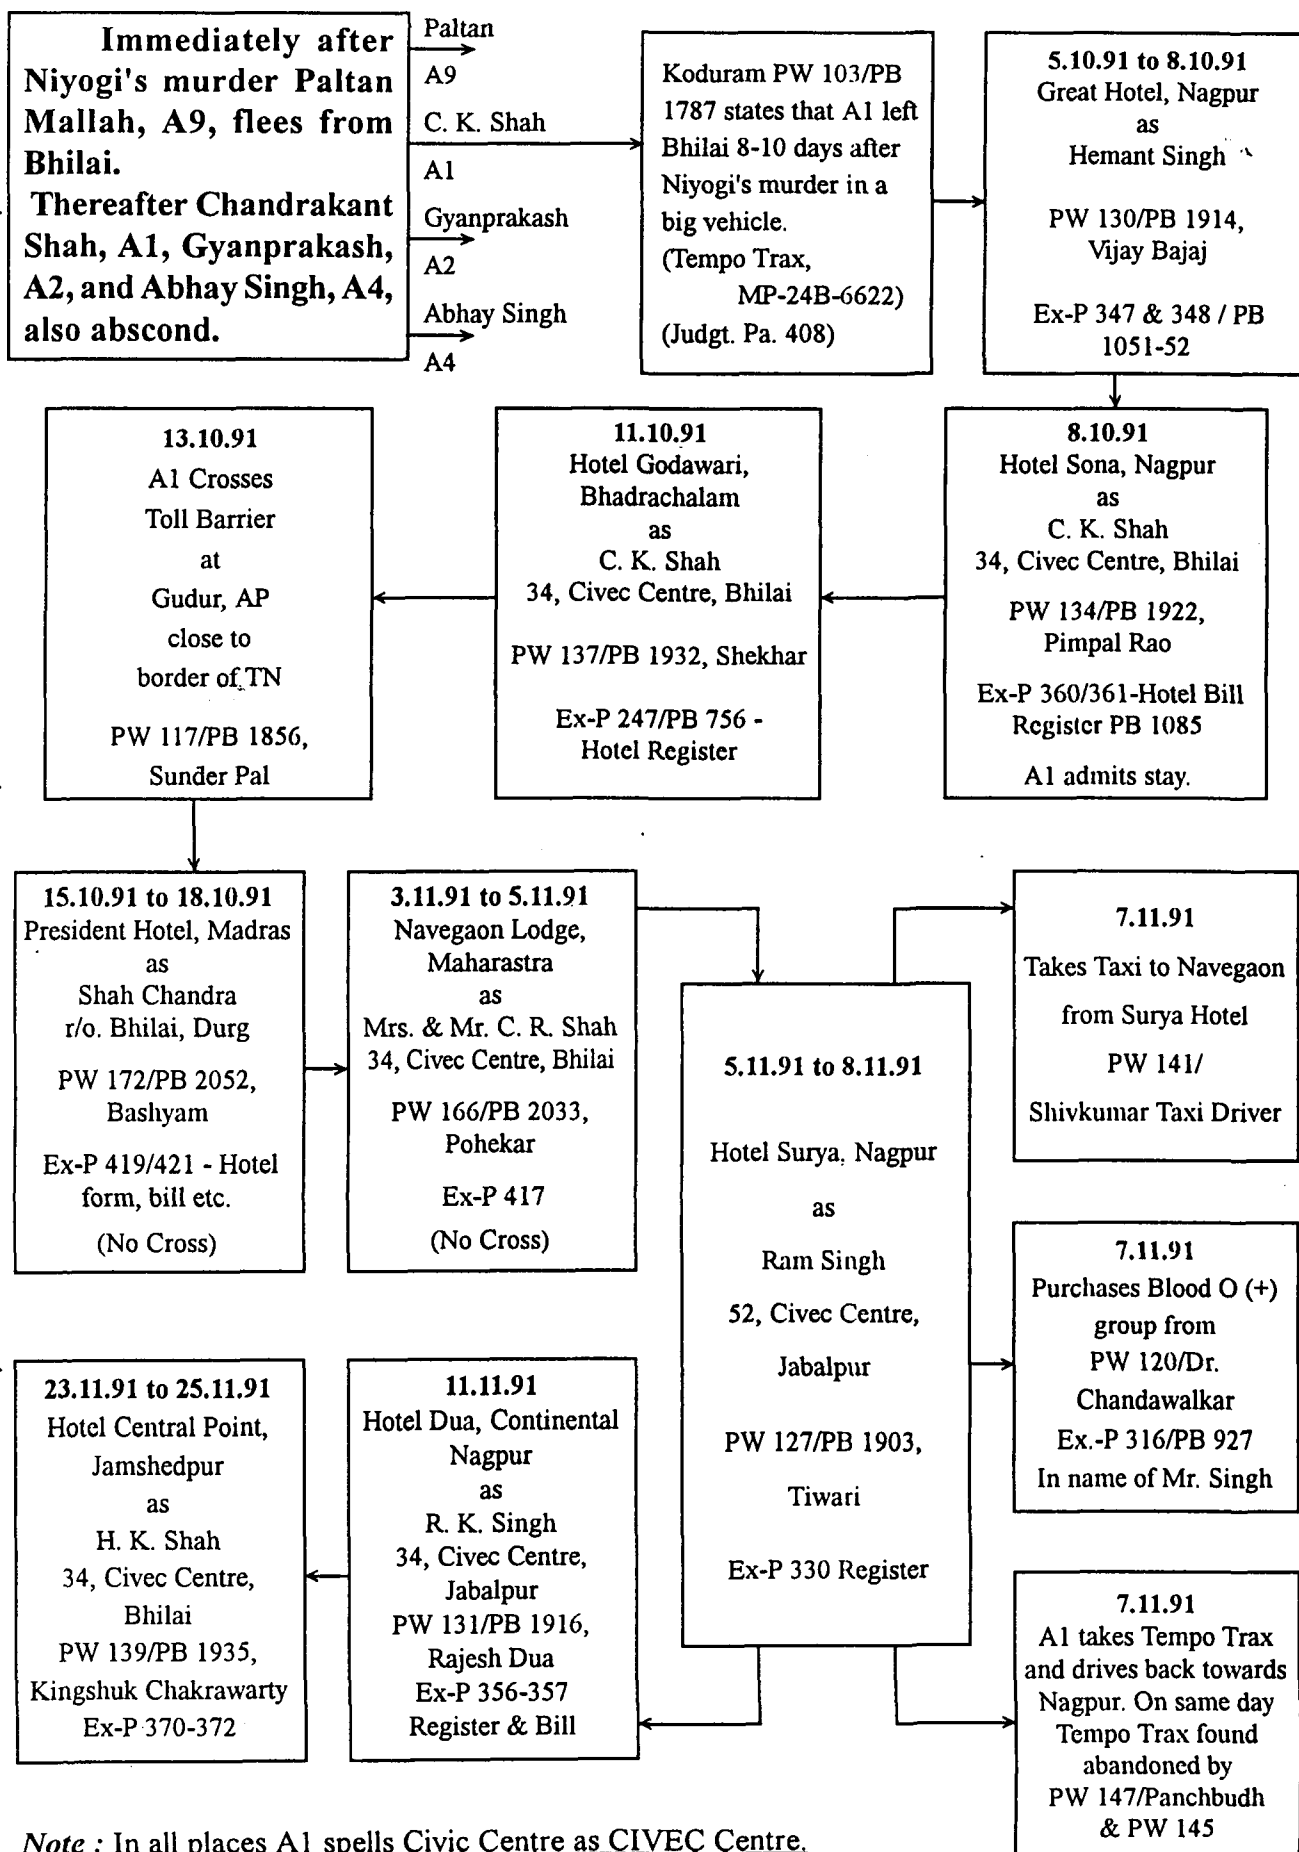 Immediately after
Niyogi's murder Paltan
Mallah, A9, flees from
Bhilai.
Thereafter Chandrakant
Shah, A1, Gyanprakash,
A2, and Abhay Singh, A4,
also abscond.
Paltan
A9
C. K. Shah
A1
Gyanprakash
A2
Abhay Singh
A4
Koduram PW 103/PB
1787 states that A1 left
Bhilai 8-10 days after
Niyogi's murder in a
big vehicle.
(Tempo Trax,
MP-24B-6622)
(Judgt. Pa. 408)
5.10.91 to 8.10.91
Great Hotel, Nagpur
as
Hemant Singh
PW 130/PB 1914,
Vijay Bajaj
Ex-P 347 & 348 / PB
1051-52
8.10.91
Hotel Sona, Nagpur
as
C. K. Shah
34, Civec Centre, Bhilai
PW 134/PB 1922,
Pimpal Rao
Ex-P 360/361-Hotel Bill
Register PB 1085
A1 admits stay.
11.10.91
Hotel Godawari,
Bhadrachalam
as
C. K. Shah
34, Civec Centre, Bhilai
PW 137/PB 1932, Shekhar
Ex-P 247/PB 756 -
Hotel Register
13.10.91
A1 Crosses
Toll Barrier
at
Gudur, AP
close to
border of TN
PW 117/PB 1856,
Sunder Pal
15.10.91 to 18.10.91
President Hotel, Madras
as
Shah Chandra
r/o. Bhilai, Durg
PW 172/PB 2052,
Bashyam
Ex-P 419/421 - Hotel
form, bill etc.
(No Cross)
3.11.91 to 5.11.91
Navegaon Lodge,
Maharastra
as
Mrs. & Mr. C. R. Shah
34, Civec Centre, Bhilai
PW 166/PB 2033,
Pohekar
Ex-P 417
(No Cross)
5.11.91 to 8.11.91
Hotel Surya, Nagpur
as
Ram Singh
52, Civec Centre,
Jabalpur
PW 127/PB 1903,
Tiwari
Ex-P 330 Register
7.11.91
Takes Taxi to Navegaon
from Surya Hotel
PW 141/
Shivkumar Taxi Driver
7.11.91
Purchases Blood O (+)
group from
PW 120/Dr.
Chandawalkar
Ex.-P 316/PB 927
In name of Mr. Singh
7.11.91
A1 takes Tempo Trax
and drives back towards
Nagpur. On same day
Tempo Trax found
abandoned by
PW 147/Panchbudh
& PW 145
11.11.91
Hotel Dua, Continental
Nagpur
as
R. K. Singh
34, Civec Centre,
Jabalpur
PW 131/PB 1916,
Rajesh Dua
Ex-P 356-357
Register & Bill
23.11.91 to 25.11.91
Hotel Central Point,
Jamshedpur
as
H. K. Shah
34, Civec Centre,
Bhilai
PW 139/PB 1935,
Kingshuk Chakrawarty
Ex-P 370-372
Note : In all places A1 spells Civic Centre as CIVEC Centre.